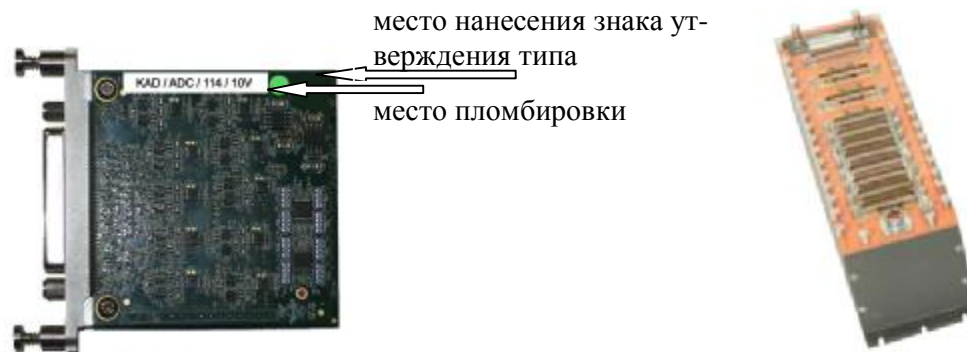 место нанесения знака ут-
верждения типа
KAD / ADC / 114 / 10V
место пломбировки